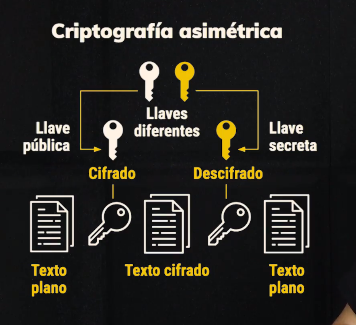 Criptografía asimétrica
Llaves
diferentes
Llave
pública
Llave
secreta
Cifrado
Descifrado
Texto
plano
Texto cifrado
Texto
plano